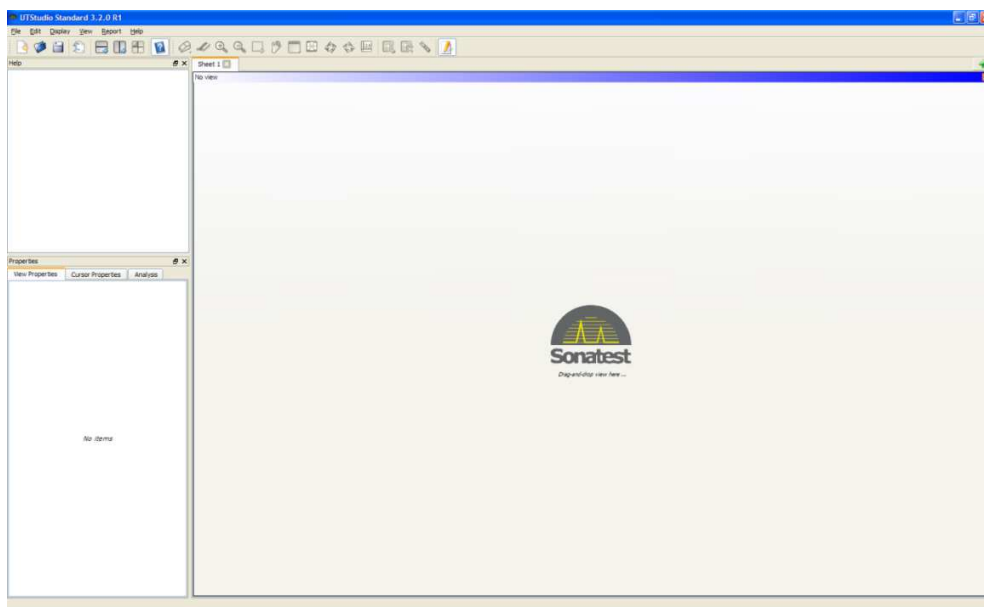 UTStudio Standard 3.2.0 R1
File Edit Display View Report Help
Help
Sheet 1
No view
Properties
View Properties Cursor Properties Analysis
No items
Sonatest
Drag-and-drop view here ...